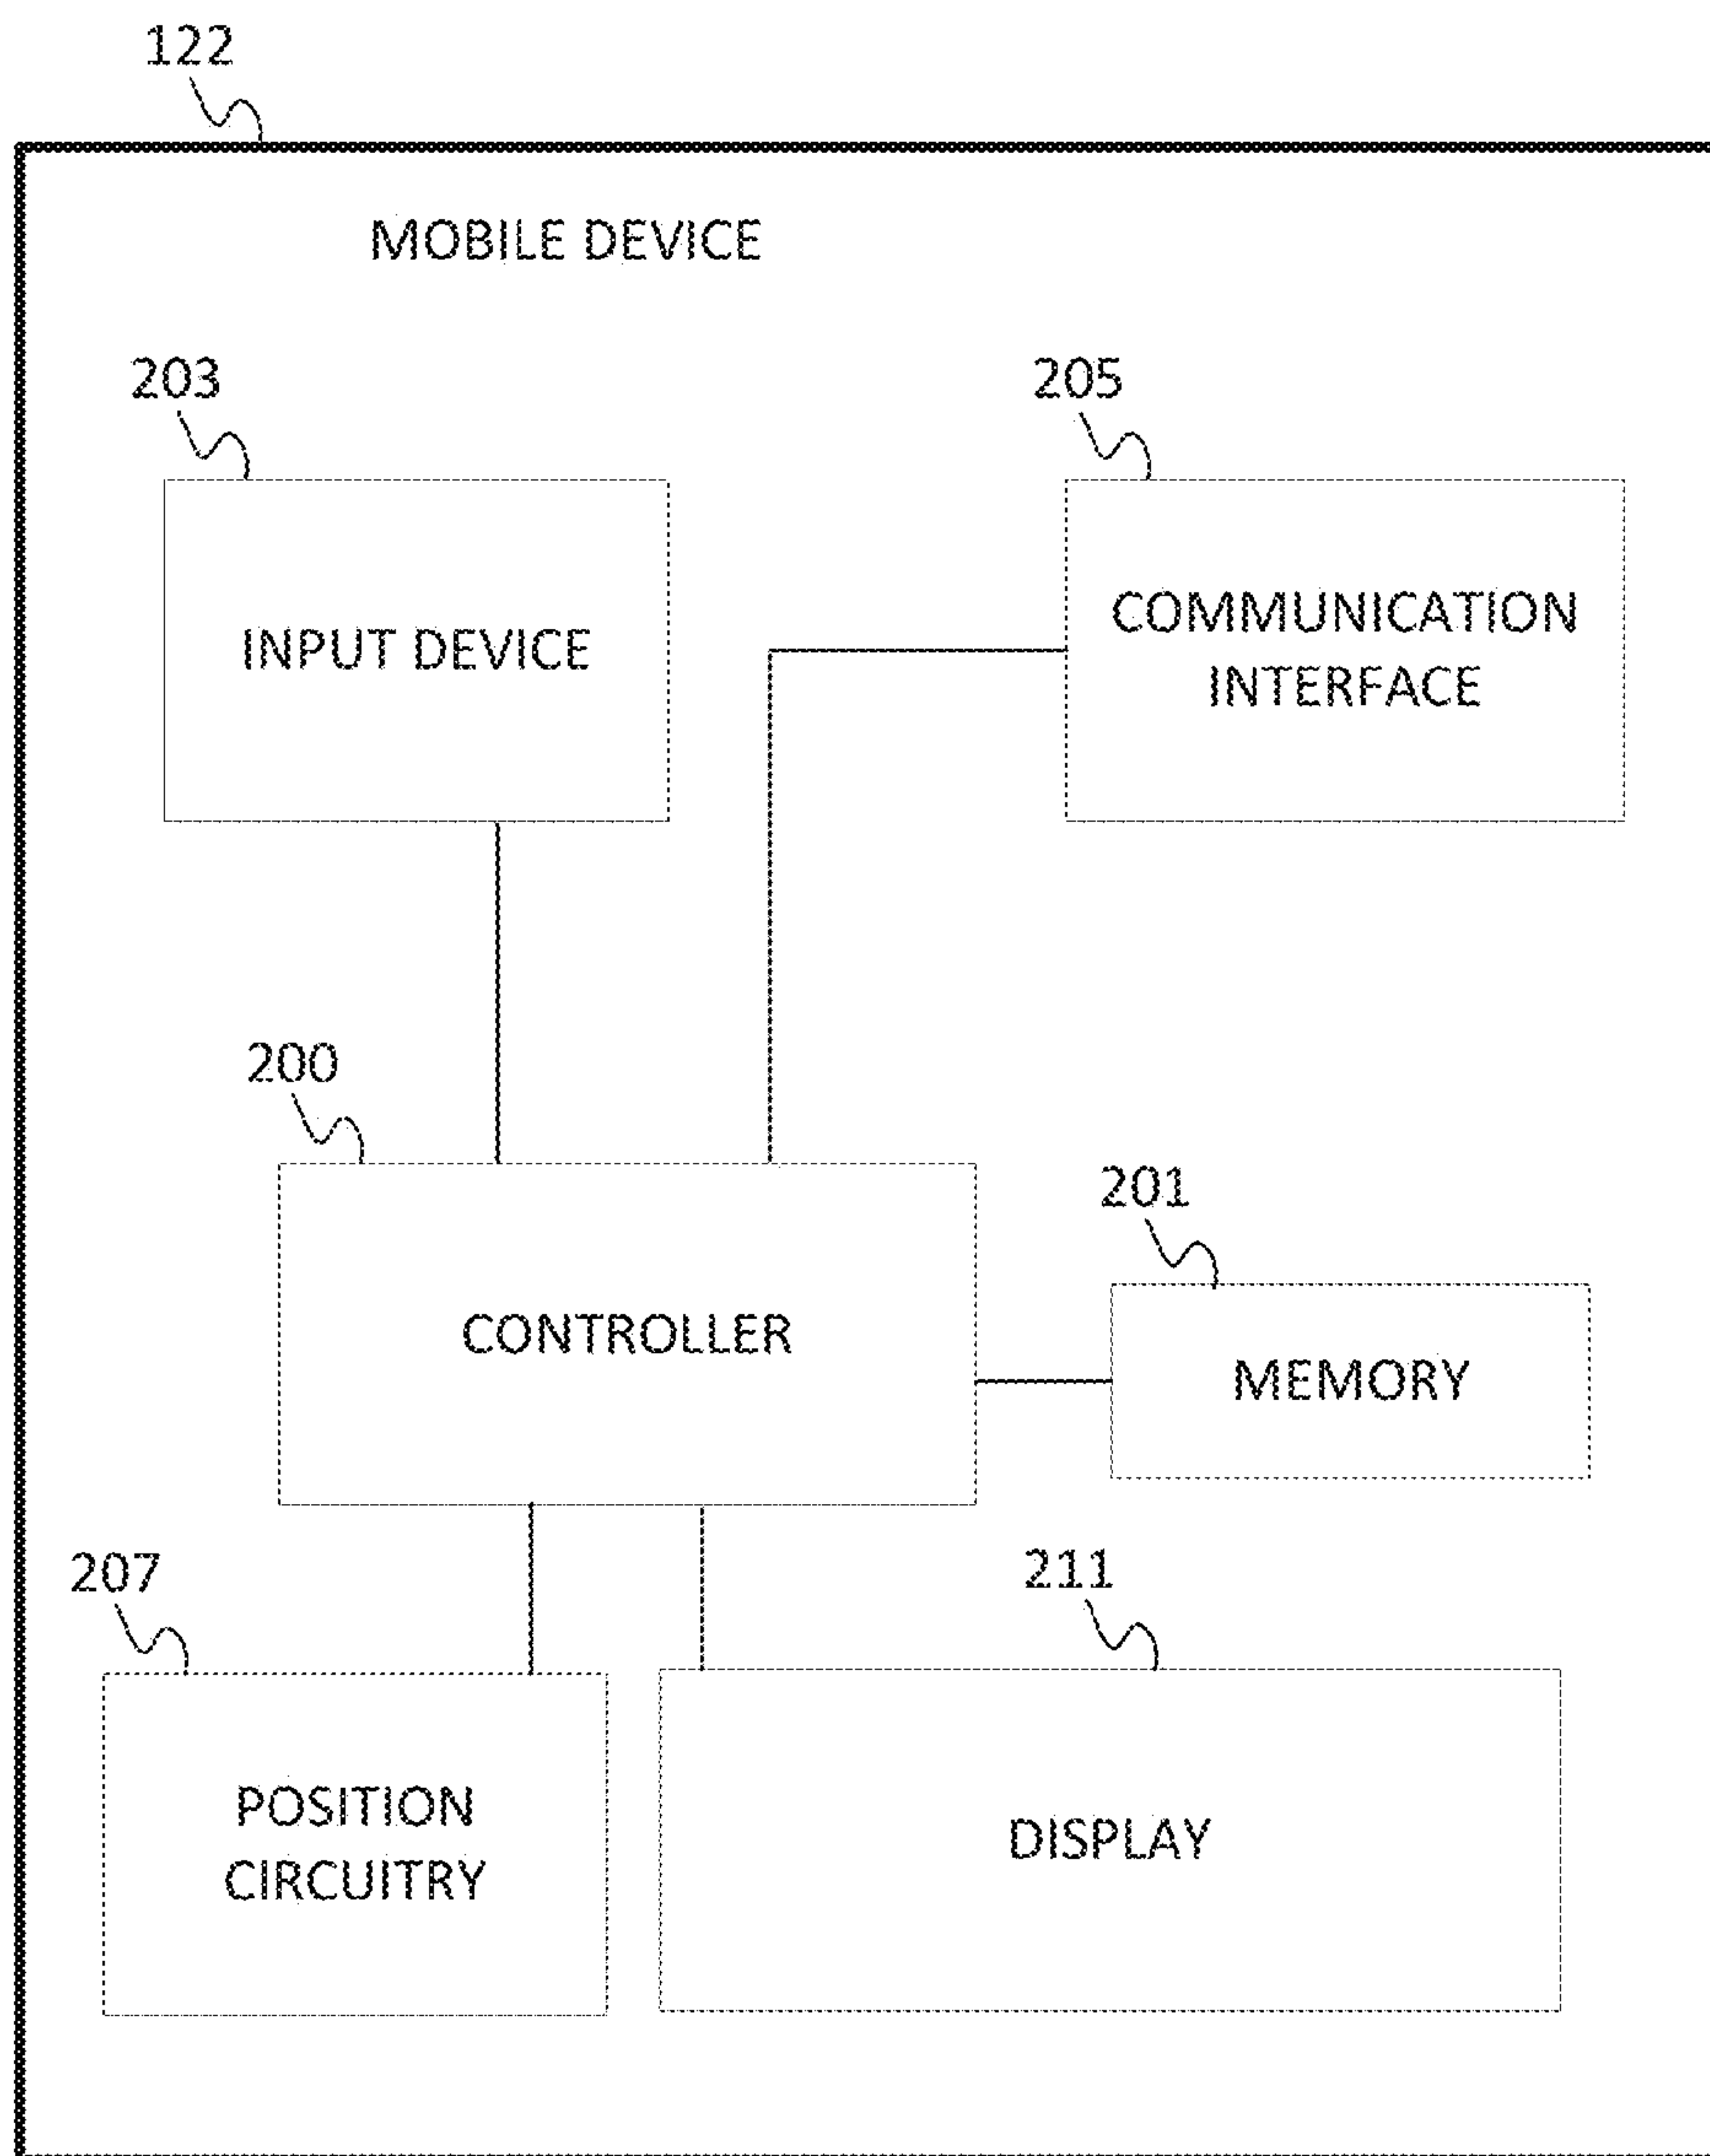 122
MOBILE DEVICE
203
205
INPUT DEVICE
COMMUNICATION
INTERFACE
200
201
CONTROLLER
MEMORY
207
211
POSITION
CIRCUITRY
DISPLAY